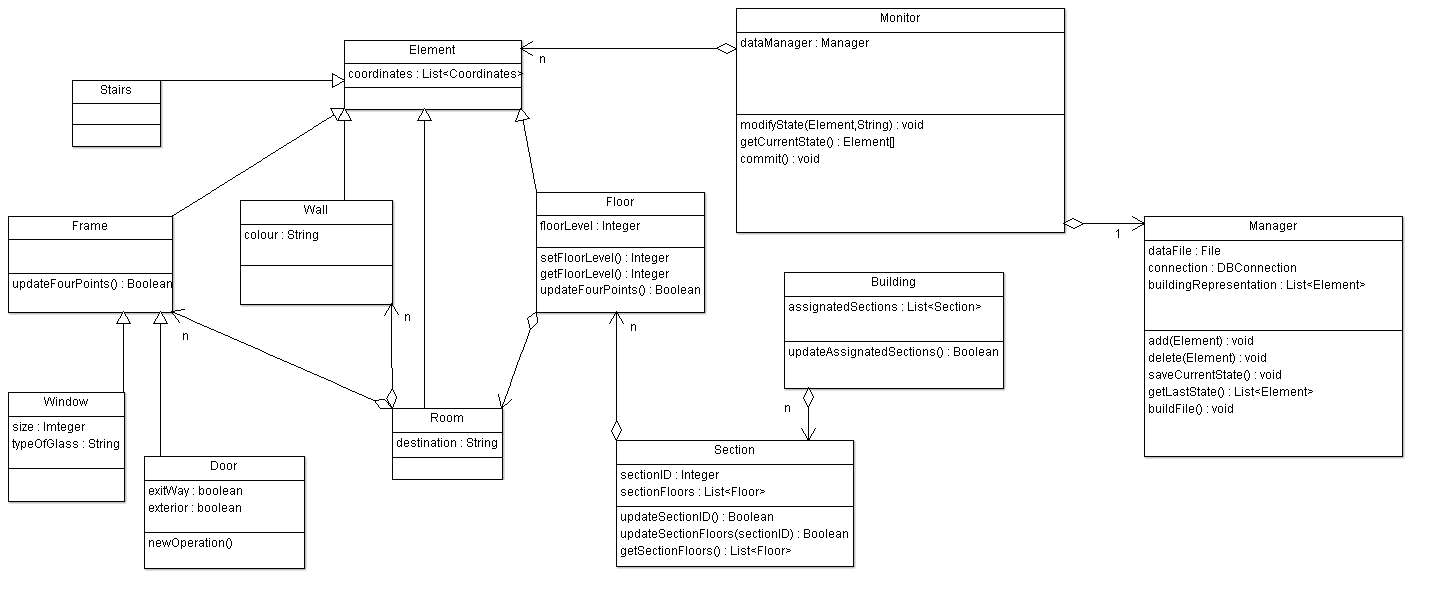 Monitor
dataManager : Manager
modifyState(Element,String) : void
getCurrentState() : Element[]
commit() : void
Element
coordinates : List<Coordinates>
n
Stairs
Frame
updateFourPoints() : Boolean
n
Wall
colour : String
n
Floor
floorLevel : Integer
setFloorLevel() : Integer
getFloorLevel() : Integer
updateFourPoints() : Boolean
n
1
Manager
dataFile : File
connection : DBConnection
buildingRepresentation : List<Element>
add(Element) : void
delete(Element) : void
saveCurrentState() : void
getLastState() : List<Element>
buildFile() : void
Building
assignatedSections : List<Section>
updateAssignatedSections() : Boolean
n
Window
size : Imteger
typeOfGlass : String
Door
exitWay : boolean
exterior : boolean
newOperation()
Room
destination : String
Section
sectionID : Integer
sectionFloors : List<Floor>
updateSectionID() : Boolean
updateSectionFloors(sectionID) : Boolean
getSectionFloors() : List<Floor>